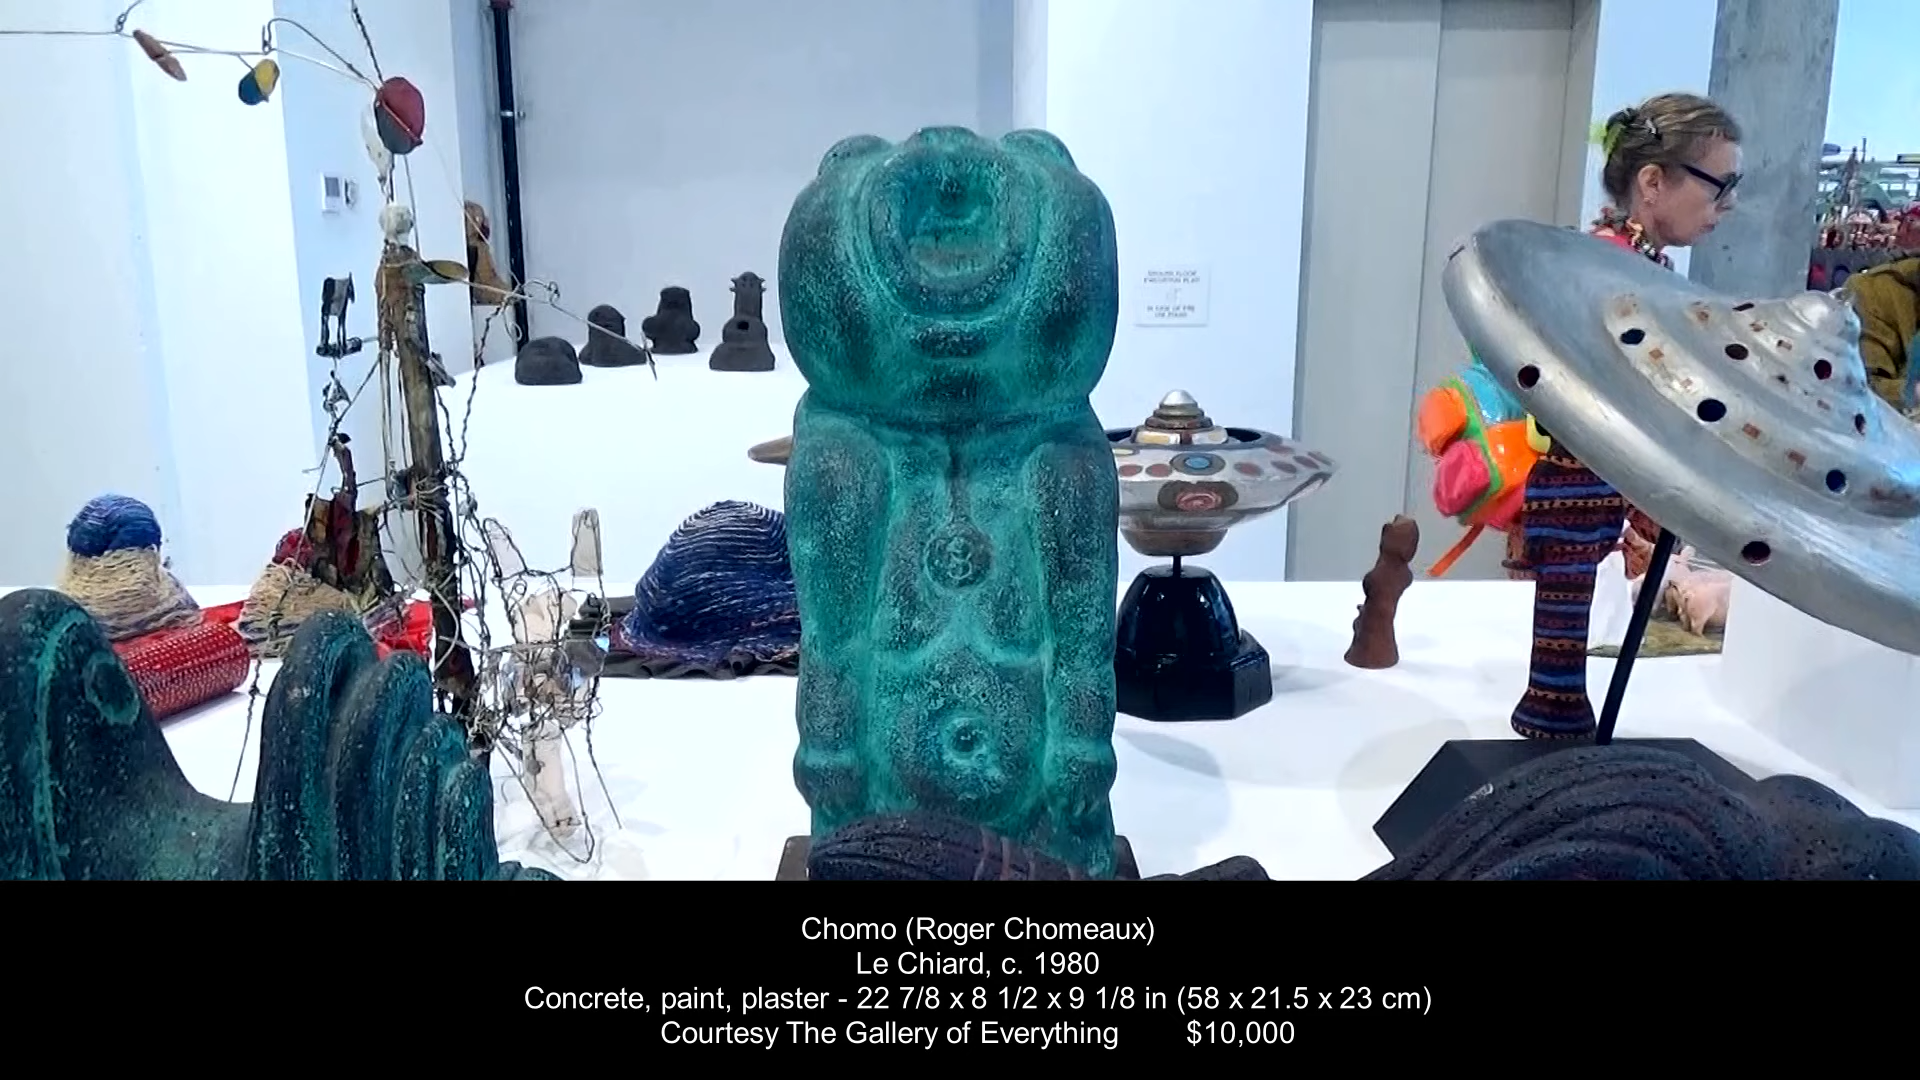 Chomo (Roger Chomeaux)
Le Chiard, c. 1980
Concrete, paint, plaster - 22 7/8 x 8 1/2 x 9 1/8 in (58 x 21.5 x 23 cm)
Courtesy The Gallery of Everything $10,000